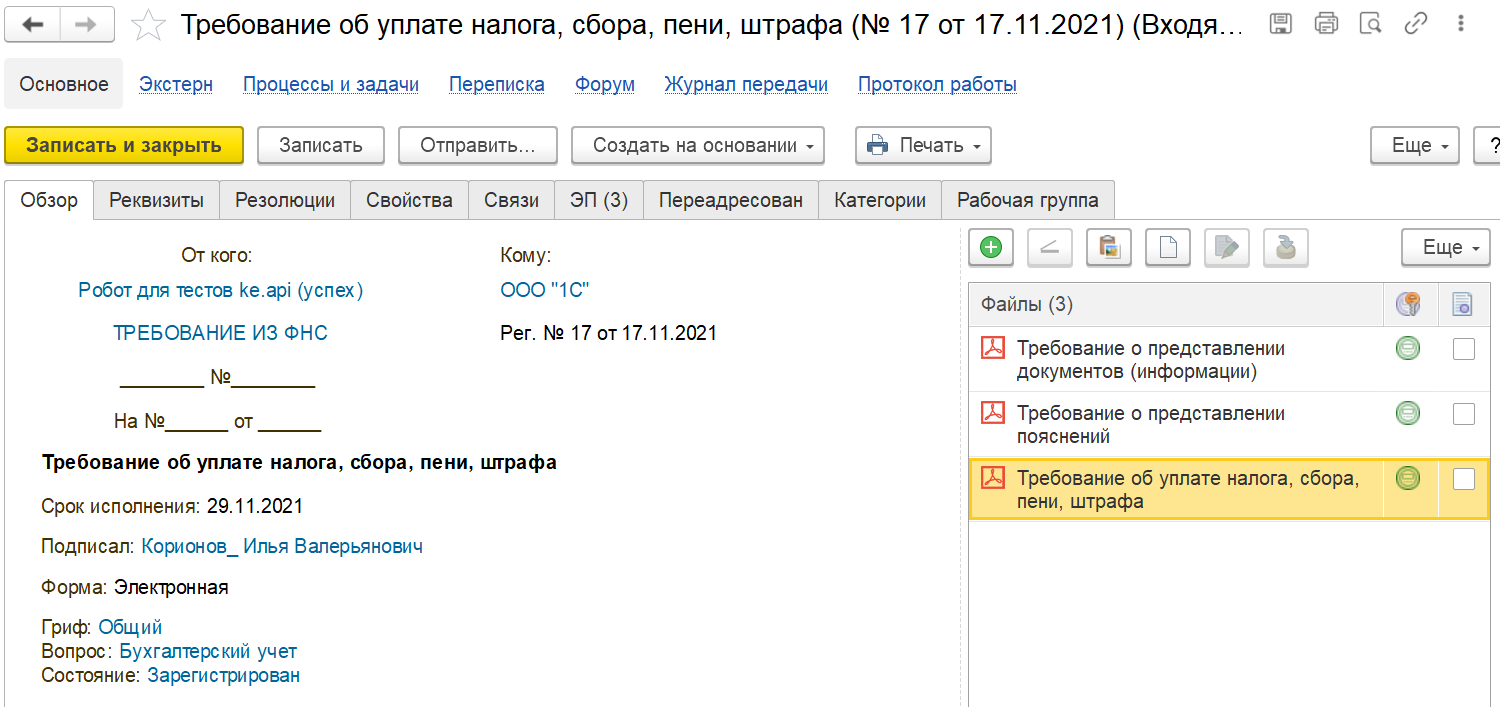 Требование об уплате налога, сбора, пени, штрафа (№ 17 от 17.11.2021) (Входя...
Основное Экстерн Процессы и задачи Переписка Форум Журнал передачи Протокол работы
Записать и закрыть Записать Отправить... Создать на основании Печать Еще ?
Обзор Реквизиты Резолюции Свойства Связи ЭП (3) Переадресован Категории Рабочая группа
От кого: Кому:
Робот для тестов ke.api (успех) ООО "1С"
ТРЕБОВАНИЕ ИЗ ФНС Рег. № 17 от 17.11.2021
________ №________
На №______ от ______
Требование об уплате налога, сбора, пени, штрафа
Срок исполнения: 29.11.2021
Подписал: Корионов_ Илья Валерьянович
Форма: Электронная
Гриф: Общий
Вопрос: Бухгалтерский учет
Состояние: Зарегистрирован
Еще
Файлы (3)
Требование о представлении
документов (информации)
Требование о представлении
пояснений
Требование об уплате налога, сбора,
пени, штрафа